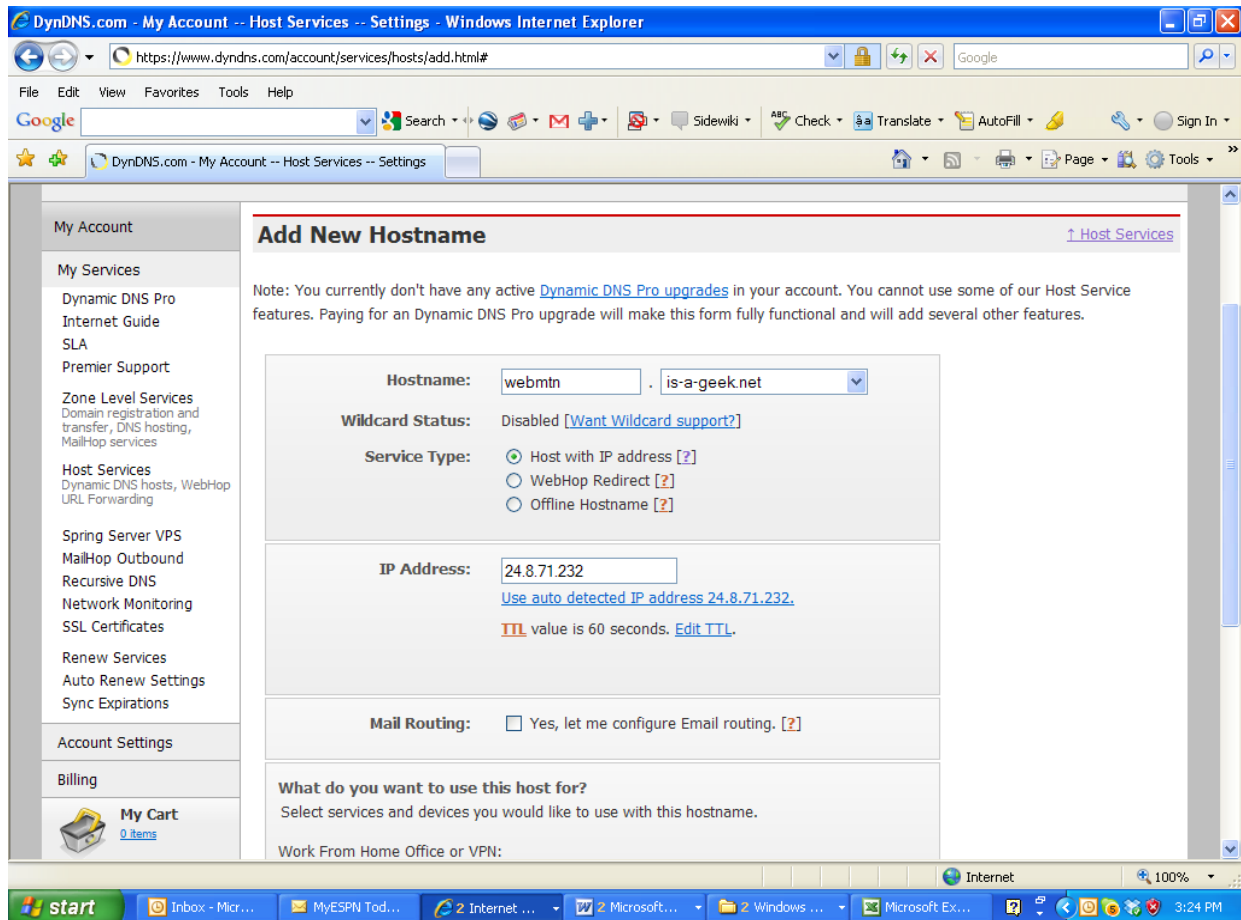 DynDNS.com - My Account -- Host Services -- Settings - Windows Internet Explorer
https://www.dyndns.com/account/services/hosts/add.html#
Google
File Edit View Favorites Tools Help
Google Search Sidewiki Check Translate AutoFill Sign In
DynDNS.com - My Account -- Host Services -- Settings
Page Tools
My Account
My Services
Dynamic DNS Pro
Internet Guide
SLA
Premier Support
Zone Level Services
Domain registration and
transfer, DNS hosting,
MailHop services
Host Services
Dynamic DNS hosts, WebHop
URL Forwarding
Spring Server VPS
MailHop Outbound
Recursive DNS
Network Monitoring
SSL Certificates
Renew Services
Auto Renew Settings
Sync Expirations
Account Settings
Billing
My Cart
0 items
Add New Hostname
↑ Host Services
Note: You currently don't have any active Dynamic DNS Pro upgrades in your account. You cannot use some of our Host Service
features. Paying for an Dynamic DNS Pro upgrade will make this form fully functional and will add several other features.
Hostname: webmtn . is-a-geek.net
Wildcard Status: Disabled [Want Wildcard support?]
Service Type: Host with IP address [?]
WebHop Redirect [?]
Offline Hostname [?]
IP Address: 24.8.71.232
Use auto detected IP address 24.8.71.232.
TTL value is 60 seconds. Edit TTL.
Mail Routing: Yes, let me configure Email routing. [?]
What do you want to use this host for?
Select services and devices you would like to use with this hostname.
Work From Home Office or VPN:
Internet 100%
start Inbox - Micr... MyESPN Tod... 2 Internet ... 2 Microsoft... 2 Windows ... Microsoft Ex... 3:24 PM